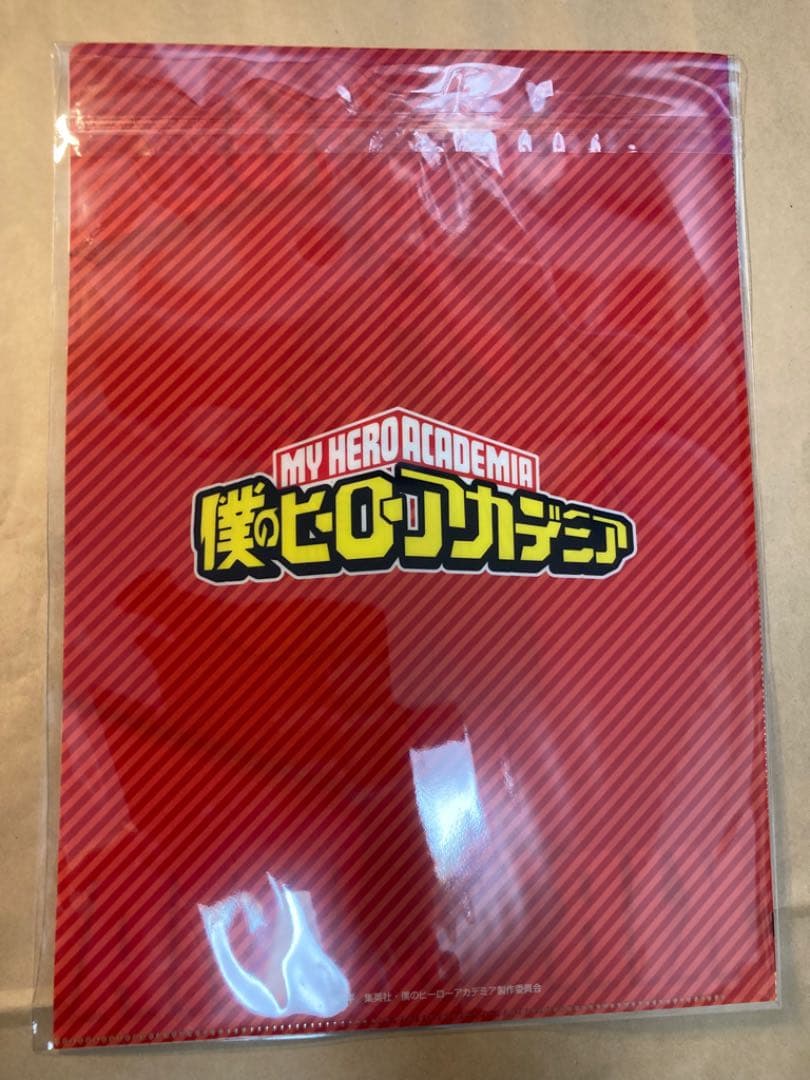 MY HERO ACADEMIA
僕のヒーローアカデミア
集英社・僕のヒーローアカデミア製作委員会